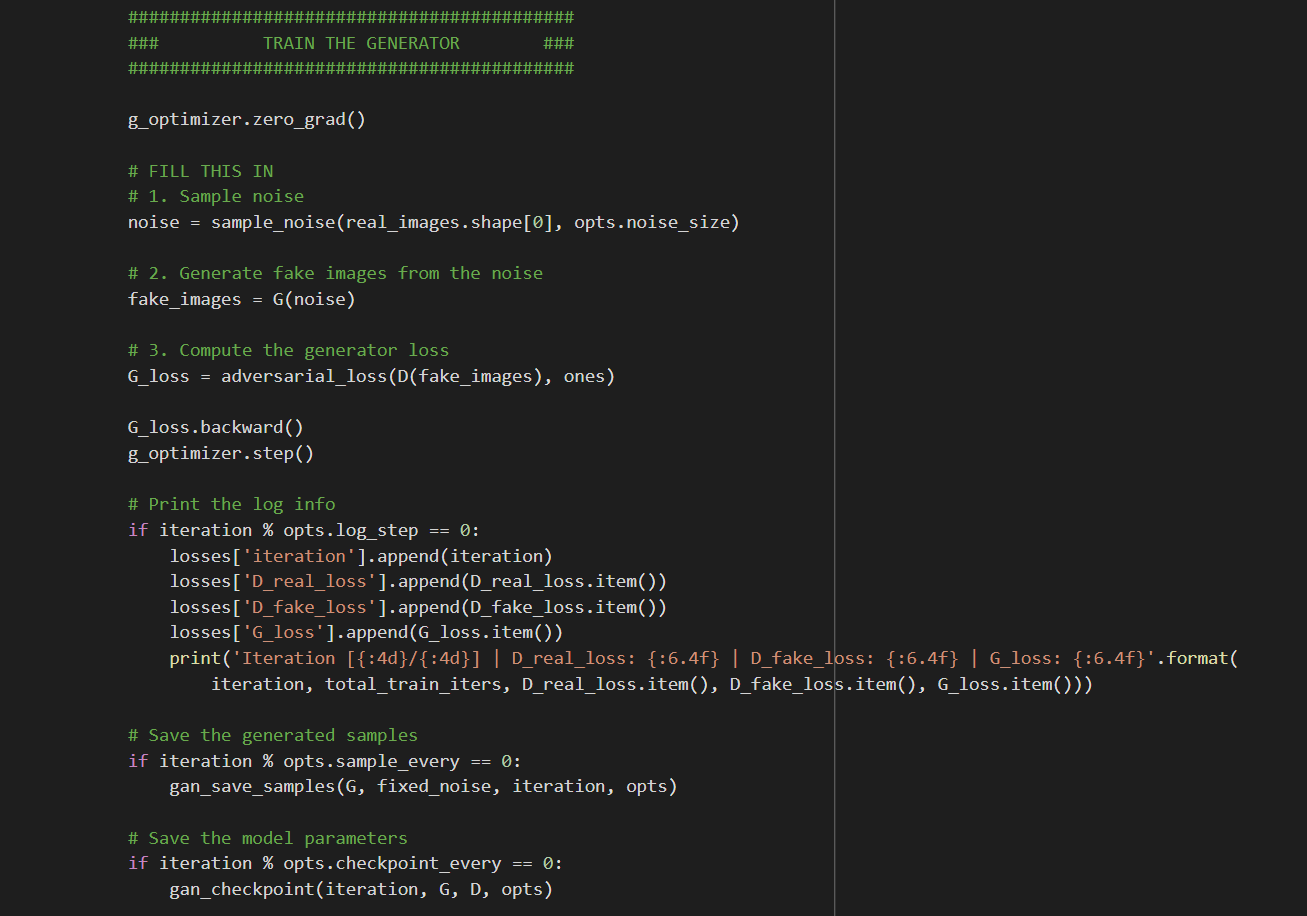 ###########################################
###          TRAIN THE GENERATOR        ###
###########################################
g_optimizer.zero_grad()
# FILL THIS IN
# 1. Sample noise
noise = sample_noise(real_images.shape[0], opts.noise_size)
# 2. Generate fake images from the noise
fake_images = G(noise)
# 3. Compute the generator loss
G_loss = adversarial_loss(D(fake_images), ones)
G_loss.backward()
g_optimizer.step()
# Print the log info
if iteration % opts.log_step == 0:
    losses['iteration'].append(iteration)
    losses['D_real_loss'].append(D_real_loss.item())
    losses['D_fake_loss'].append(D_fake_loss.item())
    losses['G_loss'].append(G_loss.item())
    print('Iteration [{:4d}/{:4d}] | D_real_loss: {:6.4f} | D_fake_loss: {:6.4f} | G_loss: {:6.4f}'.format(
        iteration, total_train_iters, D_real_loss.item(), D_fake_loss.item(), G_loss.item()))
# Save the generated samples
if iteration % opts.sample_every == 0:
    gan_save_samples(G, fixed_noise, iteration, opts)
# Save the model parameters
if iteration % opts.checkpoint_every == 0:
    gan_checkpoint(iteration, G, D, opts)